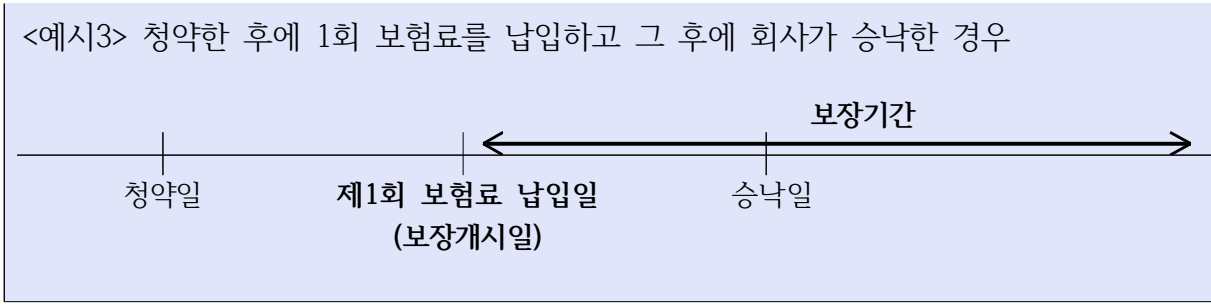 <예시3> 청약한 후에 1회 보험료를 납입하고 그 후에 회사가 승낙한 경우
보장기간
청약일
제1회 보험료 납입일
승낙일
(보장개시일)